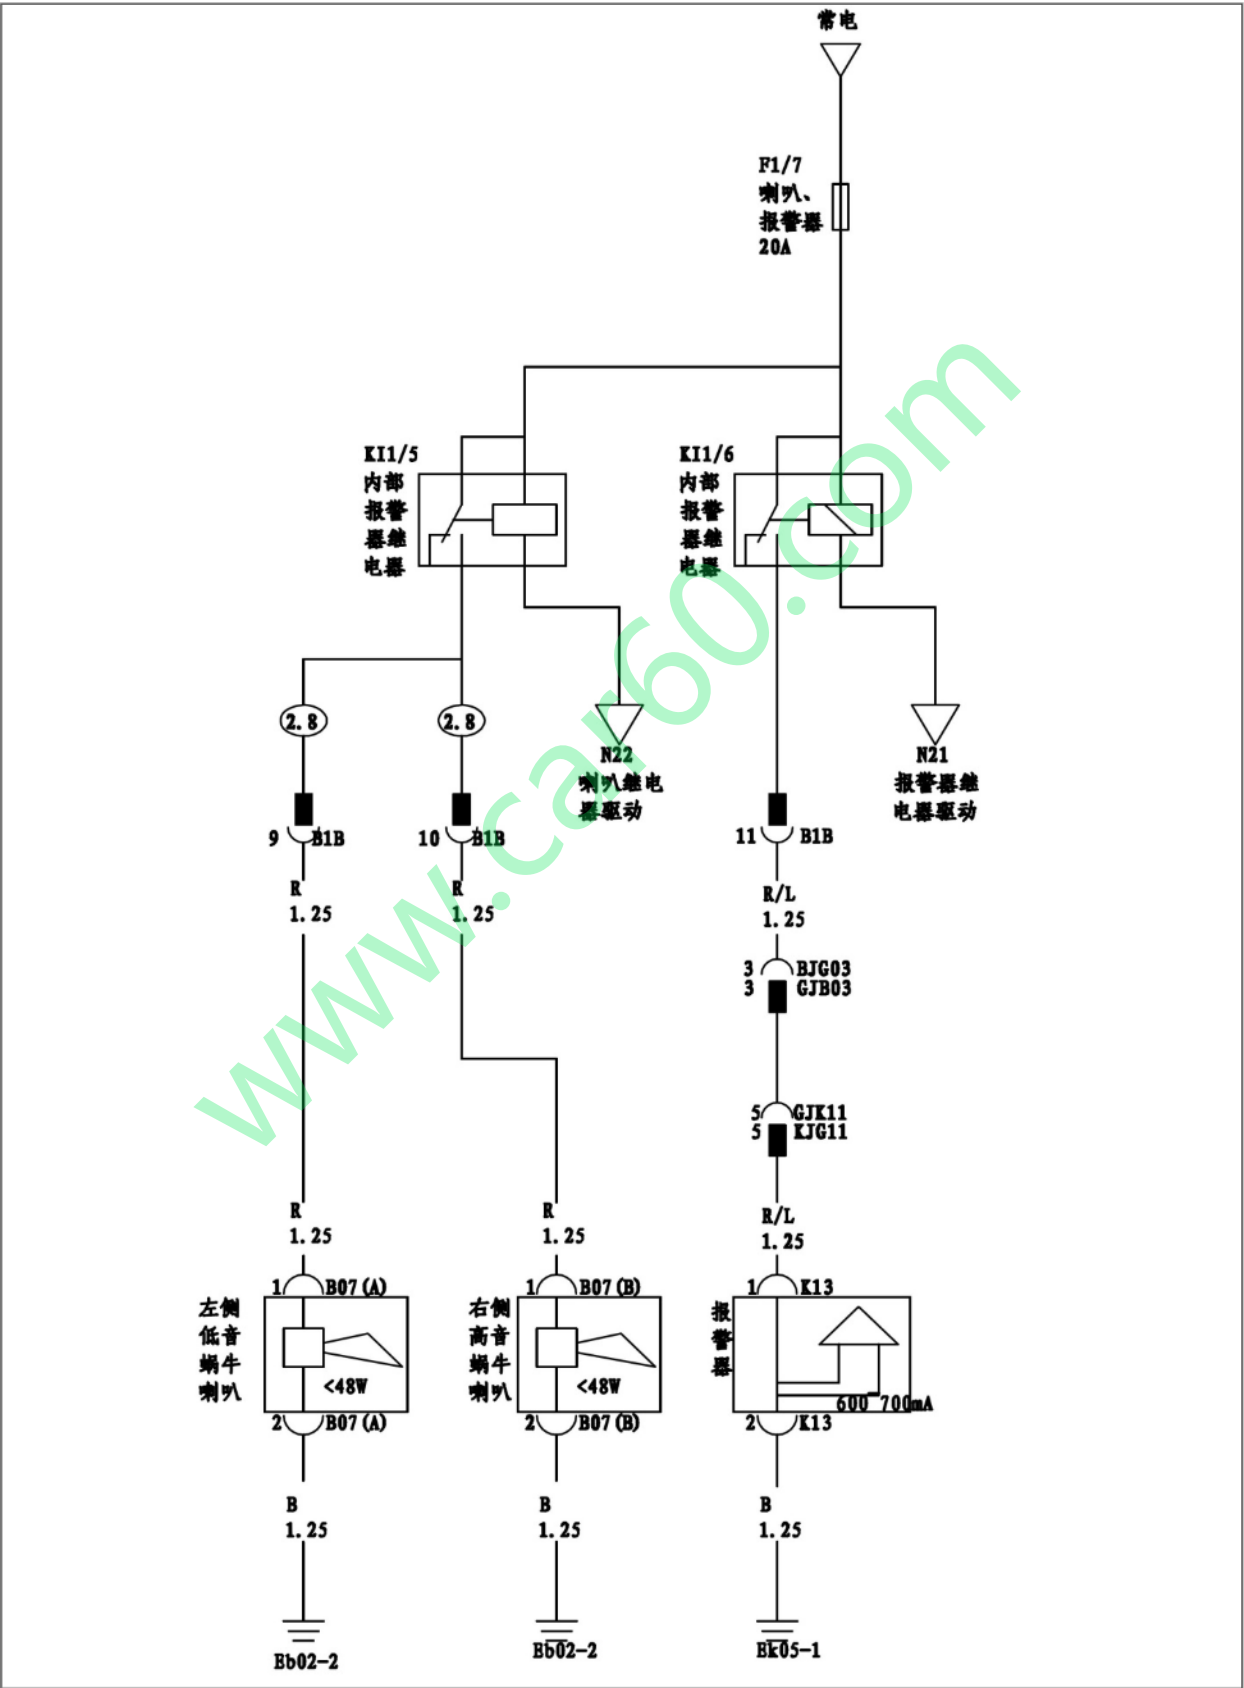 常电
F1/7
喇叭、
报警器
20A
KI1/5
内部
报警
器继
电器
KI1/6
内部
报警
器继
电器
2.8
2.8
N22
喇叭继电
器驱动
N21
报警器继
电器驱动
9
B1B
10
B1B
11
B1B
R
1.25
R
1.25
R/L
1.25
3
BJG03
3
GJB03
5
GJK11
5
KJG11
R
1.25
R
1.25
R/L
1.25
1
B07(A)
1
B07(B)
1
K13
左侧
低音
蜗牛
喇叭
<48W
右侧
高音
蜗牛
喇叭
<48W
报
警
器
600_700mA
2
B07(A)
2
B07(B)
2
K13
B
1.25
B
1.25
B
1.25
Eb02-2
Eb02-2
Ek05-1
www.car60.com